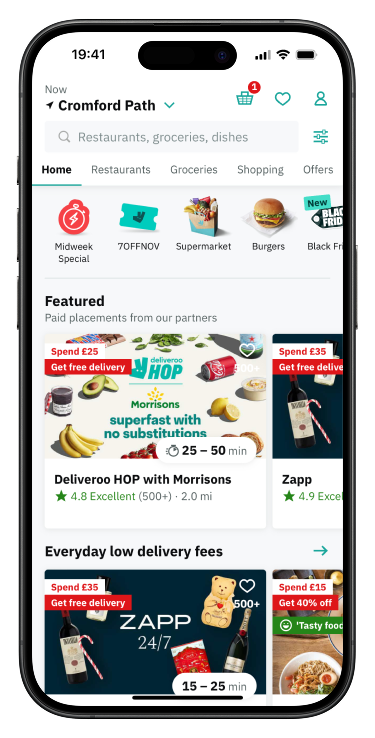 19:41
Now
Cromford Path
1
Restaurants, groceries, dishes
Home Restaurants Groceries Shopping Offers
New
Midweek Special
7OFFNOV
Supermarket
Burgers
Black Fri
Featured
Paid placements from our partners
Spend £25
Get free delivery
deliveroo
HOP
Morrisons
superfast with
no substitutions
25 – 50 min
Deliveroo HOP with Morrisons
4.8 Excellent (500+) · 2.0 mi
Spend £35
Get free delive
Zapp
4.9 Excel
Everyday low delivery fees
Spend £35
Get free delivery
500+
ZAPP
24/7
15 – 25 min
Spend £15
Get 40% off
'Tasty food